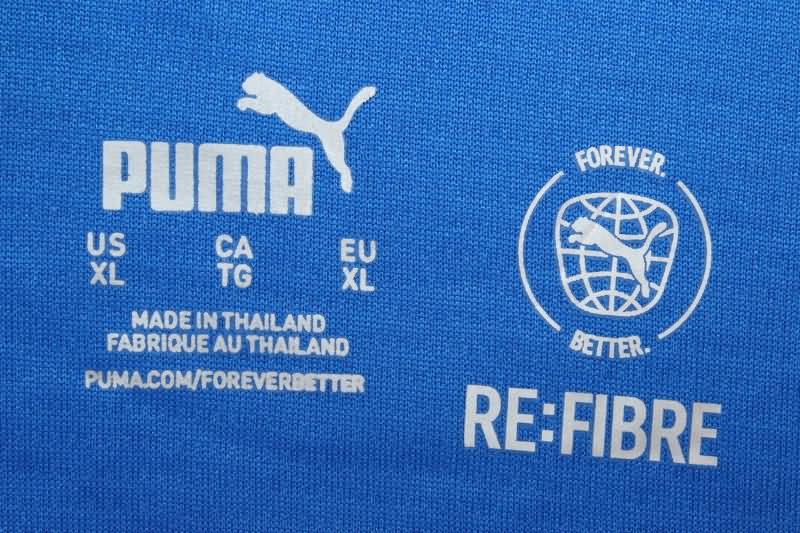 PUMA
US CA EU
XL TG XL
MADE IN THAILAND
FABRIQUE AU THAILAND
PUMA.COM/FOREVERBETTER
FOREVER.
BETTER.
RE:FIBRE